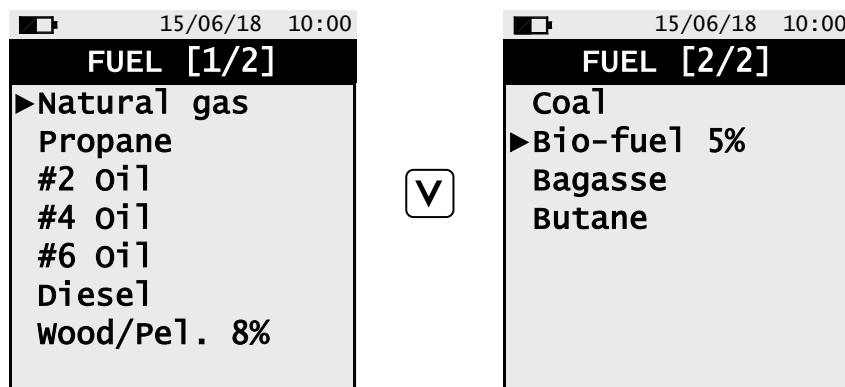 15/06/18 10:00
FUEL [1/2]
►Natural gas
Propane
#2 Oil
#4 Oil
#6 Oil
Diesel
Wood/Pel. 8%
V
15/06/18 10:00
FUEL [2/2]
Coal
►Bio-fuel 5%
Bagasse
Butane